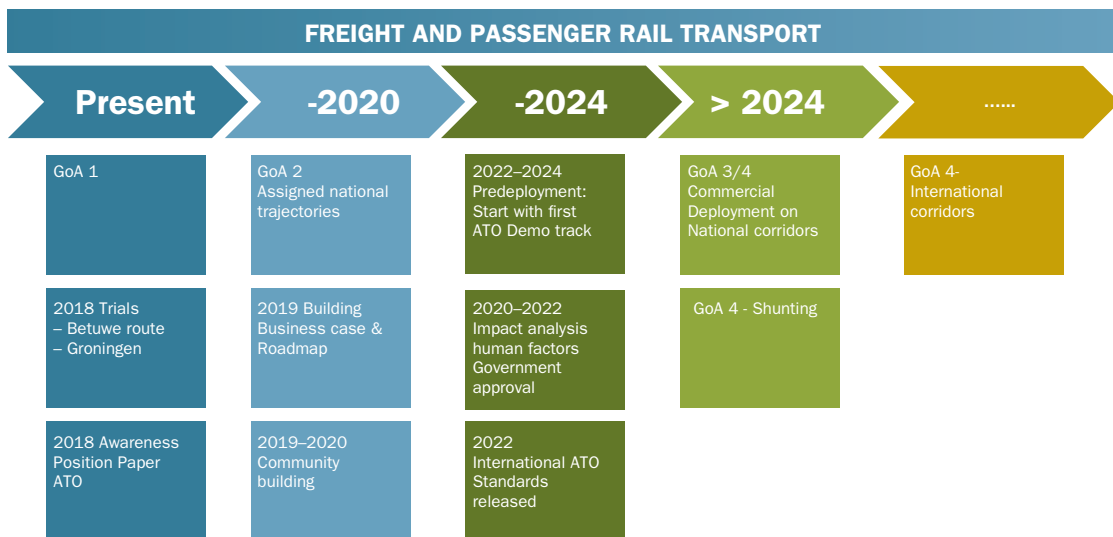 FREIGHT AND PASSENGER RAIL TRANSPORT
Present
-2020
-2024
> 2024
......
GoA 1
GoA 2
Assigned national
trajectories
2022–2024
Predeployment:
Start with first
ATO Demo track
GoA 3/4
Commercial
Deployment on
National corridors
GoA 4-
International
corridors
2018 Trials
– Betuwe route
– Groningen
2019 Building
Business case &
Roadmap
2020–2022
Impact analysis
human factors
Government
approval
GoA 4 - Shunting
2018 Awareness
Position Paper
ATO
2019–2020
Community
building
2022
International ATO
Standards
released